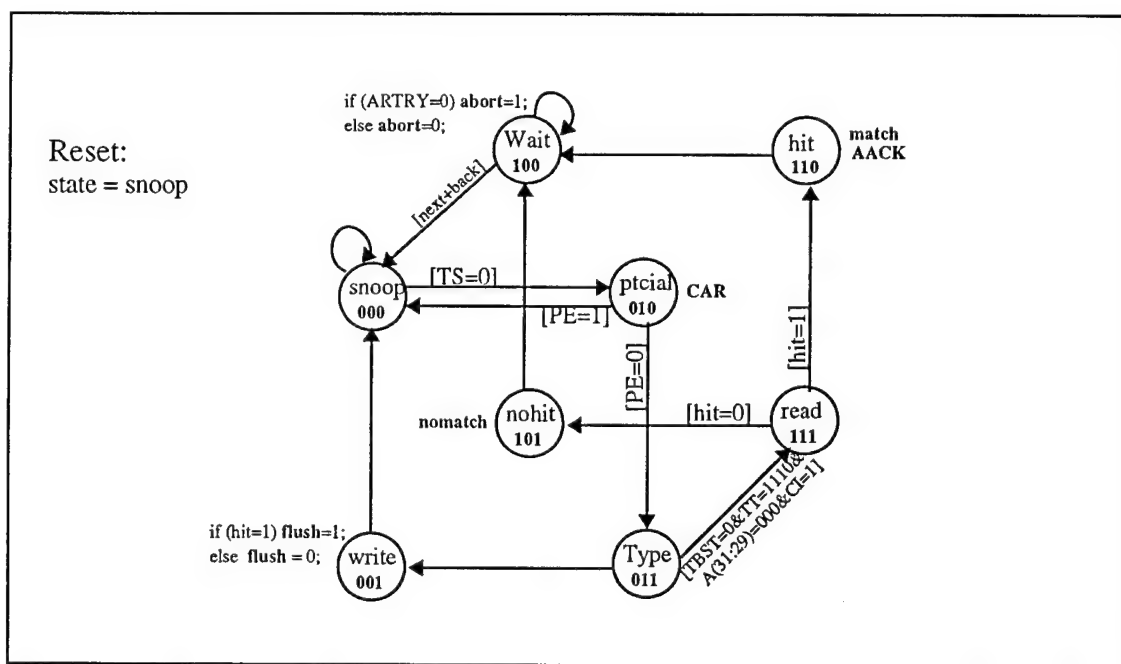 if (ARTRY=0) abort=1;
else abort=0;
Wait
100
hit
110
match
AACK
Reset:
state = snoop
[next+back]
snoop
000
[TS=0]
[PE=1]
ptcial
010
CAR
[PE=0]
[hit=1]
nomatch
nohit
101
[hit=0]
read
111
if (hit=1) flush=1;
else flush = 0;
write
001
Type
011
[TBST=0&TT=1110&
A(31:29)=000&CI=1]